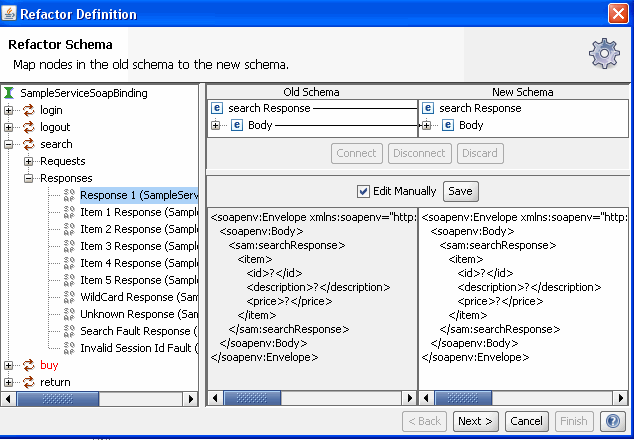 Refactor Definition
Refactor Schema
Map nodes in the old schema to the new schema.
SampleServiceSoapBinding
login
logout
search
Requests
Responses
Response 1 (SampleServ
Item 1 Response (Sampl
Item 2 Response (Sampl
Item 3 Response (Sampl
Item 4 Response (Sampl
Item 5 Response (Sampl
WildCard Response (Sam
Unknown Response (Sam
Search Fault Response (
Invalid Session Id Fault (
buy
return
Old Schema
New Schema
search Response
search Response
Body
Body
Connect
Disconnect
Discard
Edit Manually
Save
<soapenv:Envelope xmlns:soapenv="http:
<soapenv:Body>
<sam:searchResponse>
<item>
<id>?</id>
<description>?</description>
<price>?</price>
</item>
</sam:searchResponse>
</soapenv:Body>
</soapenv:Envelope>
<soapenv:Envelope xmlns:soapenv="http:
<soapenv:Body>
<sam:searchResponse>
<item>
<id>?</id>
<description>?</description>
<price>?</price>
</item>
</sam:searchResponse>
</soapenv:Body>
</soapenv:Envelope>
< Back
Next >
Cancel
Finish
?